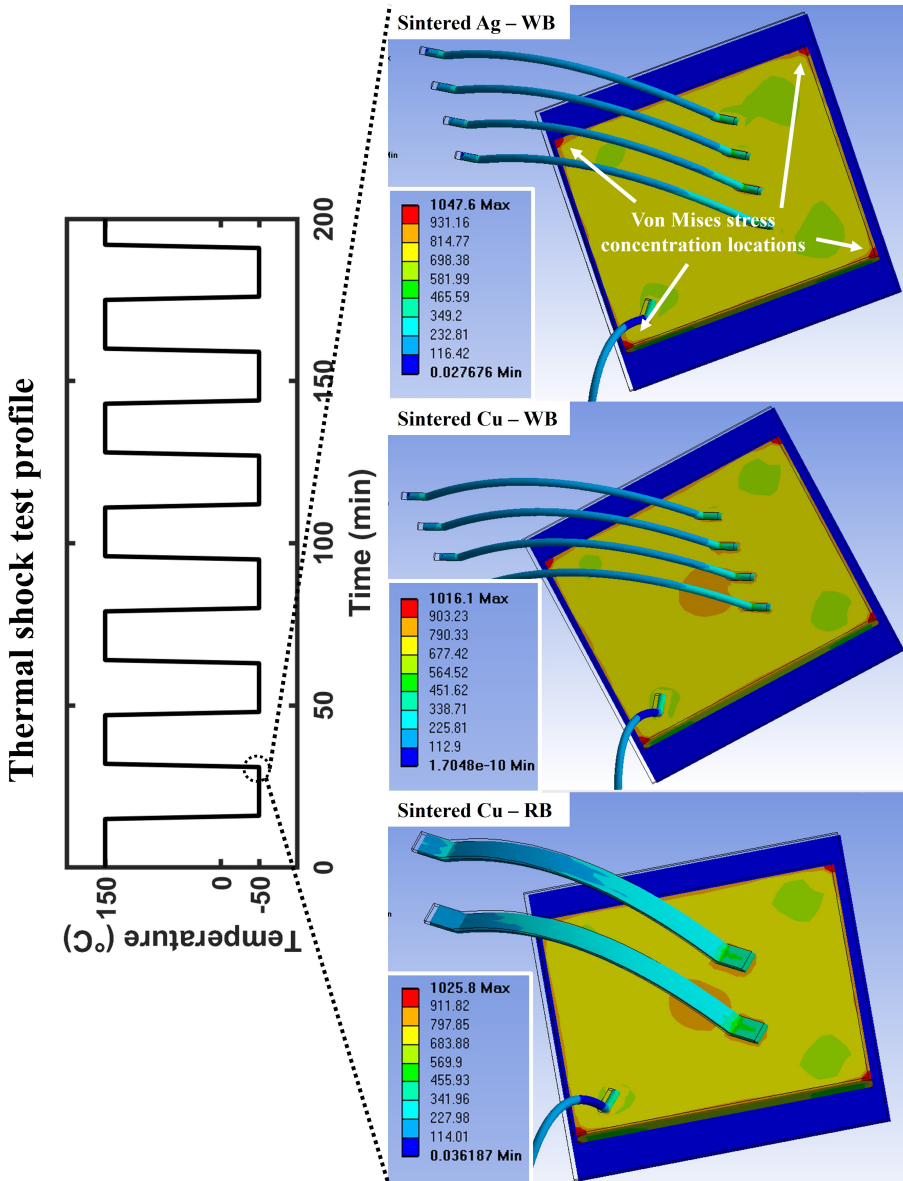 Thermal shock test profile
Temperature (°C)
150
0
-50
0
50
100
150
200
Time (min)
Sintered Ag – WB
Min
1047.6 Max
931.16
814.77
698.38
581.99
465.59
349.2
232.81
116.42
0.027676 Min
Von Mises stress
concentration locations
Sintered Cu – WB
1016.1 Max
903.23
790.33
677.42
564.52
451.62
338.71
225.81
112.9
1.7048e-10 Min
Sintered Cu – RB
in
1025.8 Max
911.82
797.85
683.88
569.9
455.93
341.96
227.98
114.01
0.036187 Min